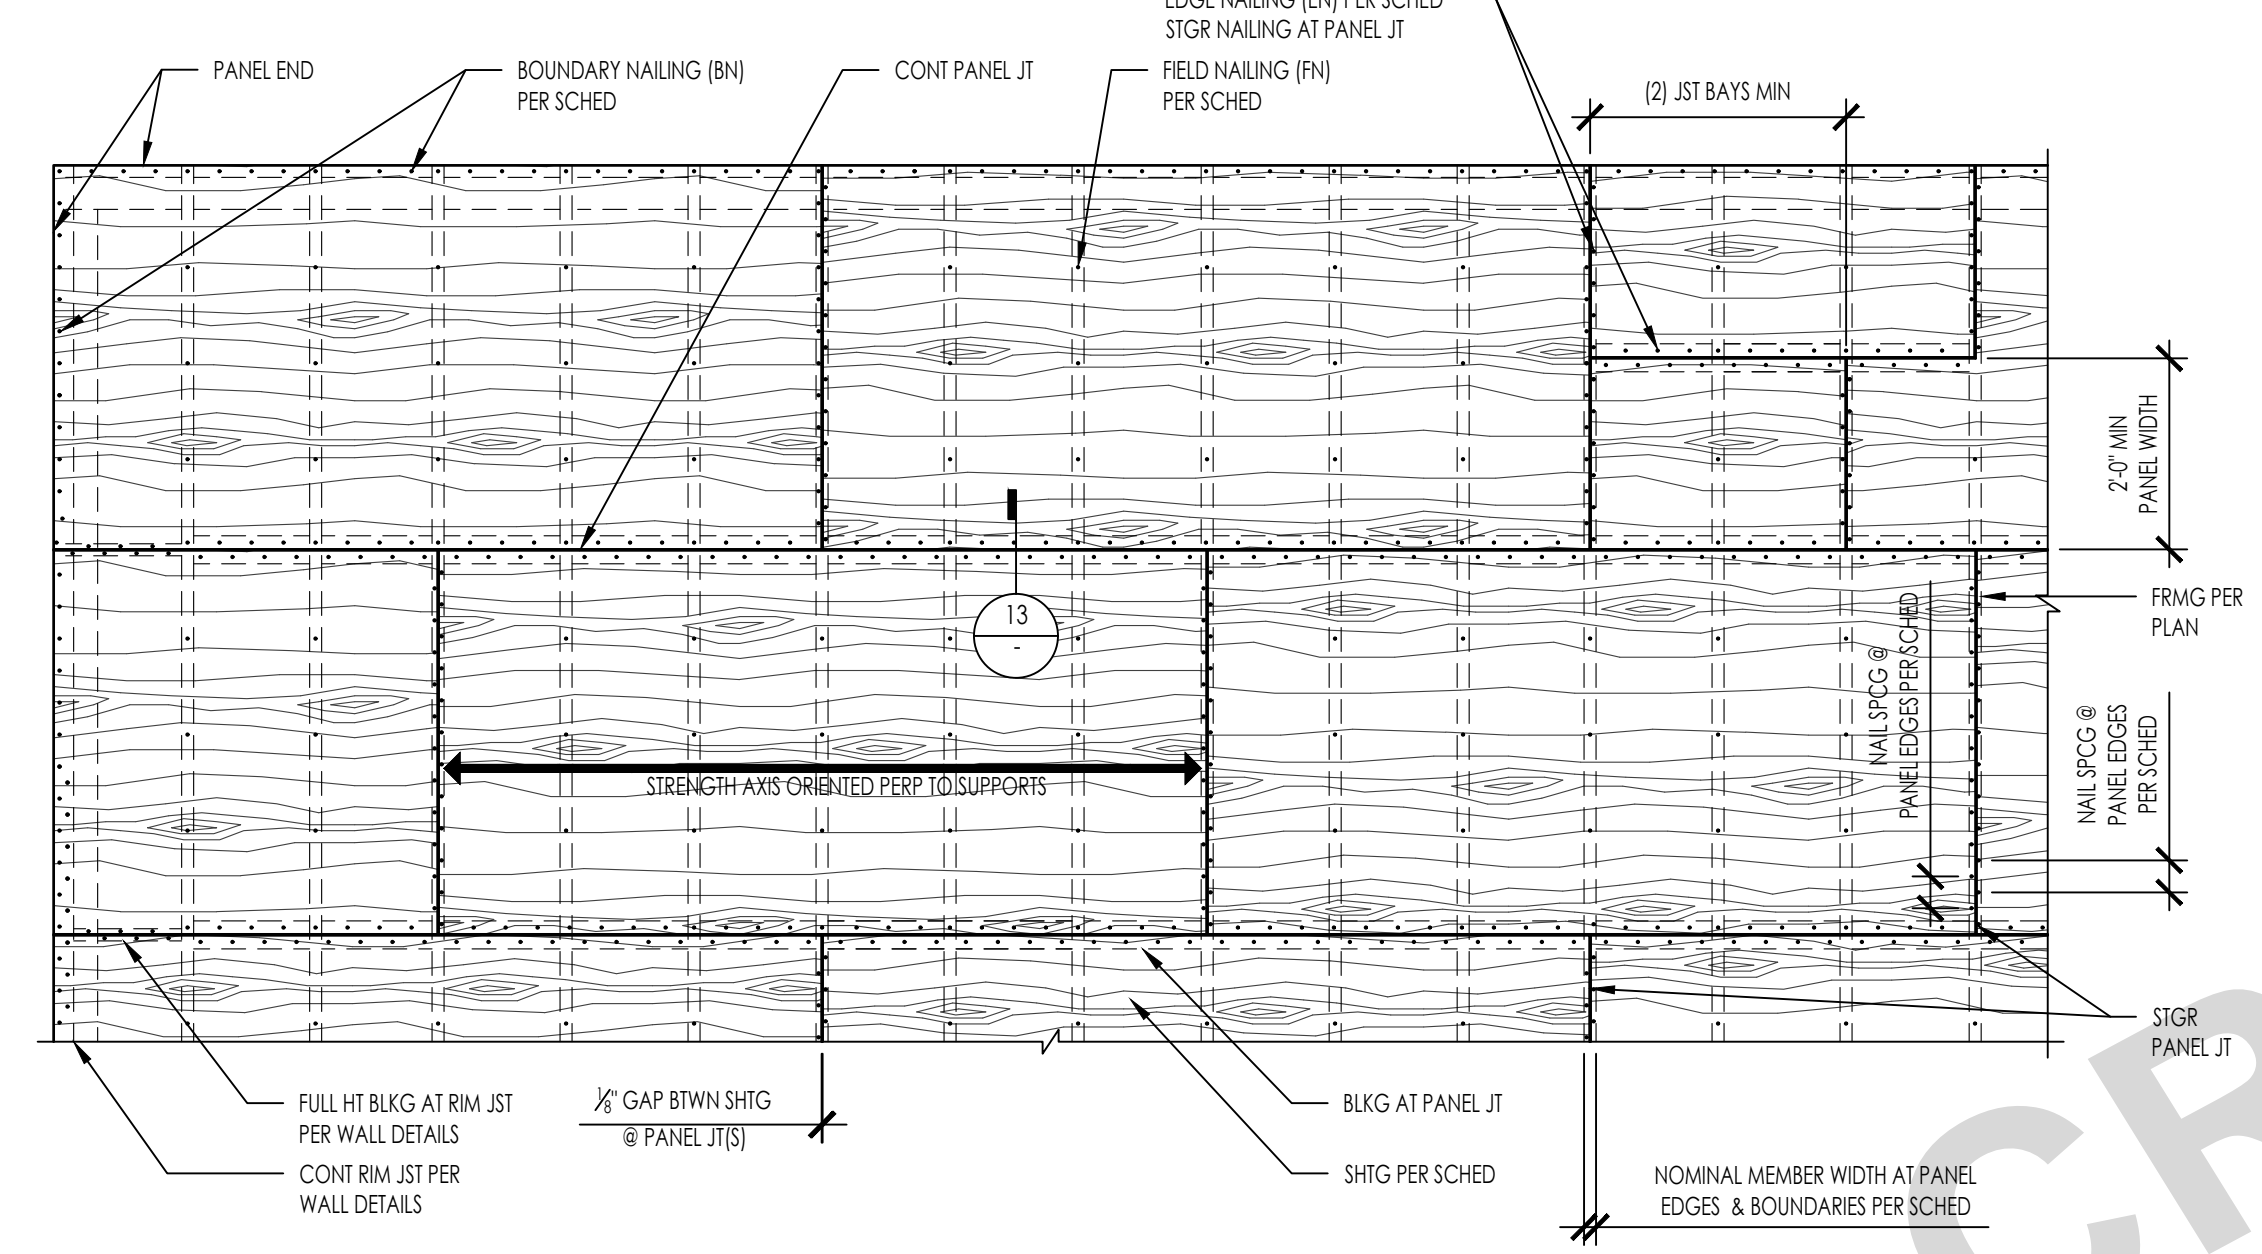 EDGE NAILING (EN) PER SCHED
STGR NAILING AT PANEL JT
PANEL END
BOUNDARY NAILING (BN)
PER SCHED
CONT PANEL JT
FIELD NAILING (FN)
PER SCHED
(2) JST BAYS MIN
2'-0" MIN
PANEL WIDTH
13
-
FRMG PER
PLAN
NAIL SPCG @
PANEL EDGES PER SCHED
NAIL SPCG @
PANEL EDGES
PER SCHED
STRENGTH AXIS ORIENTED PERP TO SUPPORTS
STGR
PANEL JT
FULL HT BLKG AT RIM JST
PER WALL DETAILS
CONT RIM JST PER
WALL DETAILS
⅛" GAP BTWN SHTG
@ PANEL JT(S)
BLKG AT PANEL JT
SHTG PER SCHED
NOMINAL MEMBER WIDTH AT PANEL
EDGES & BOUNDARIES PER SCHED
CR